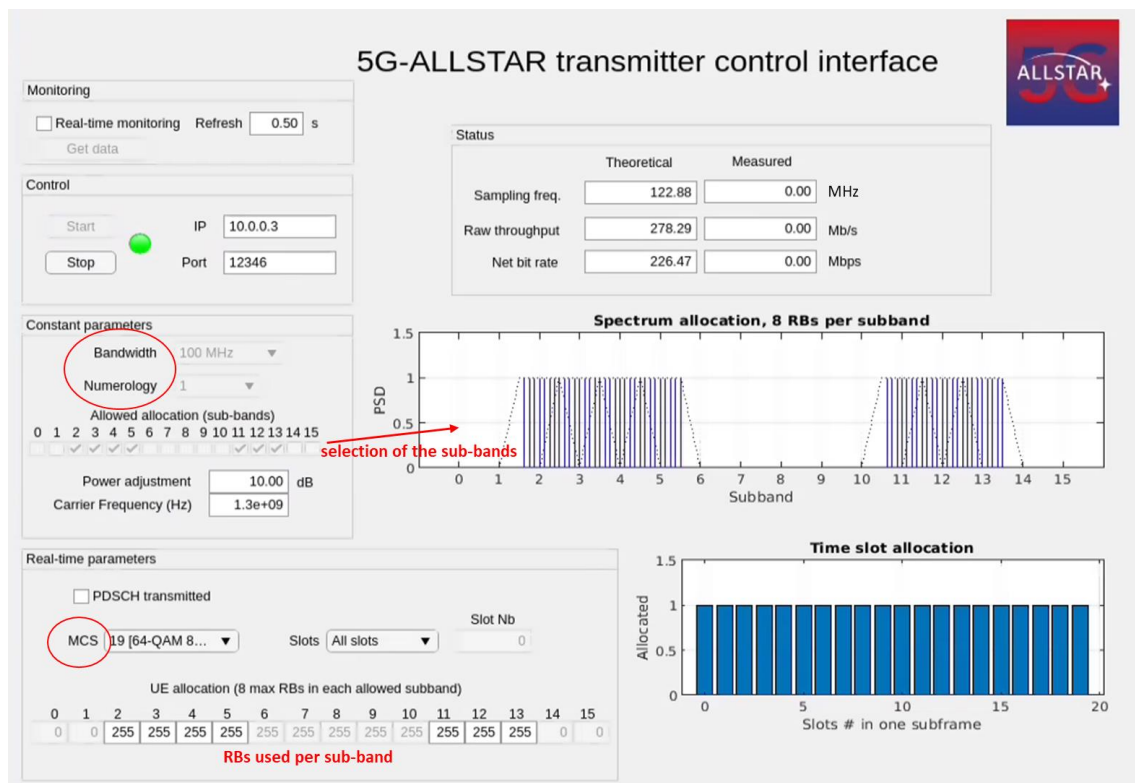 5G-ALLSTAR transmitter control interface
5G
ALLSTAR
Monitoring
Real-time monitoring Refresh 0.50 s
Get data
Control
Start IP 10.0.0.3
Stop Port 12346
Status
Theoretical Measured
Sampling freq. 122.88 0.00 MHz
Raw throughput 278.29 0.00 Mb/s
Net bit rate 226.47 0.00 Mbps
Constant parameters
Bandwidth 100 MHz
Numerology 1
Allowed allocation (sub-bands)
0 1 2 3 4 5 6 7 8 9 10 11 12 13 14 15
selection of the sub-bands
Power adjustment 10.00 dB
Carrier Frequency (Hz) 1.3e+09
Spectrum allocation, 8 RBs per subband
PSD
1.5
1
0.5
0
0 1 2 3 4 5 6 7 8 9 10 11 12 13 14 15
Subband
Real-time parameters
PDSCH transmitted
MCS 19 [64-QAM 8... Slots All slots Slot Nb 0
UE allocation (8 max RBs in each allowed subband)
0 1 2 3 4 5 6 7 8 9 10 11 12 13 14 15
0 0 255 255 255 255 255 255 255 255 255 255 255 255 0 0
RBs used per sub-band
Time slot allocation
Allocated
1.5
1
0.5
0
0 5 10 15 20
Slots # in one subframe